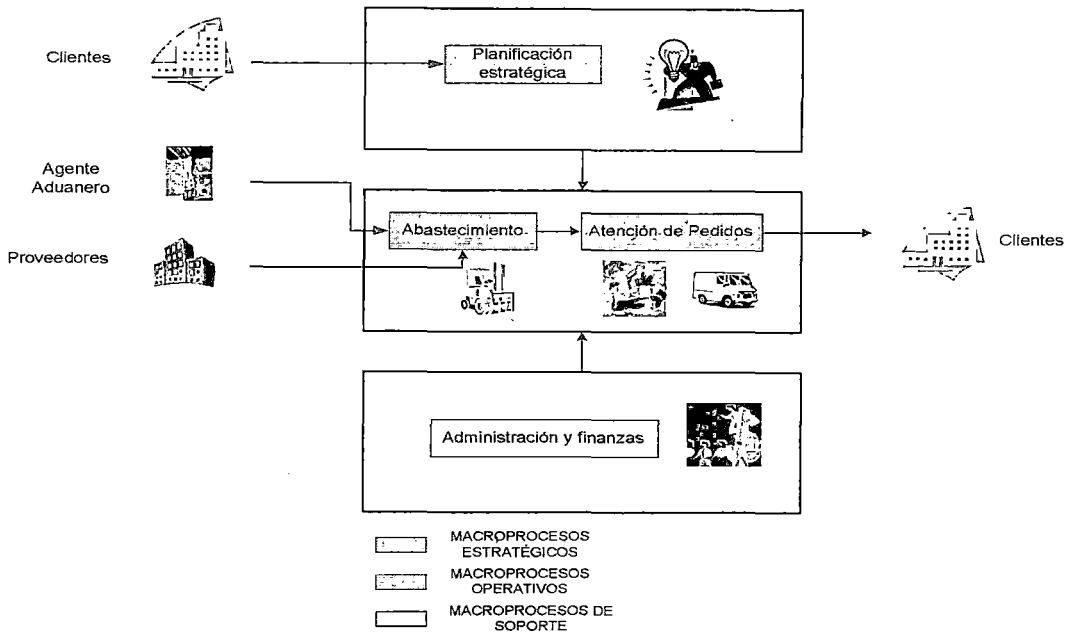 Clientes
Planificación
estratégica
Agente
Aduanero
Abastecimiento
Atención de Pedidos
Clientes
Proveedores
Administración y finanzas
MACROPROCESOS
ESTRATÉGICOS
MACROPROCESOS
OPERATIVOS
MACROPROCESOS DE
SOPORTE